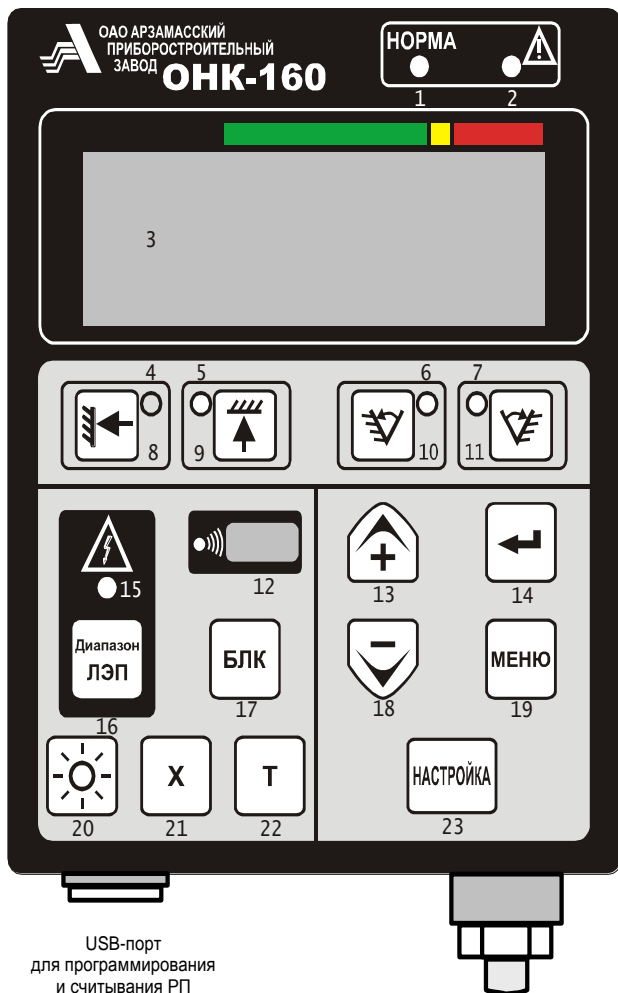 ОАО АРЗАМАССКИЙ
ПРИБОРОСТРОИТЕЛЬНЫЙ
ЗАВОД
ОНК-160
НОРМА
1 2
3
4 5 6 7
8 9 10 11
15
12
13
14
Диапазон
ЛЭП
БЛК
МЕНЮ
16
17
18
19
X
T
НАСТРОЙКА
20
21
22
23
USB-порт
для программирования
и считывания РП